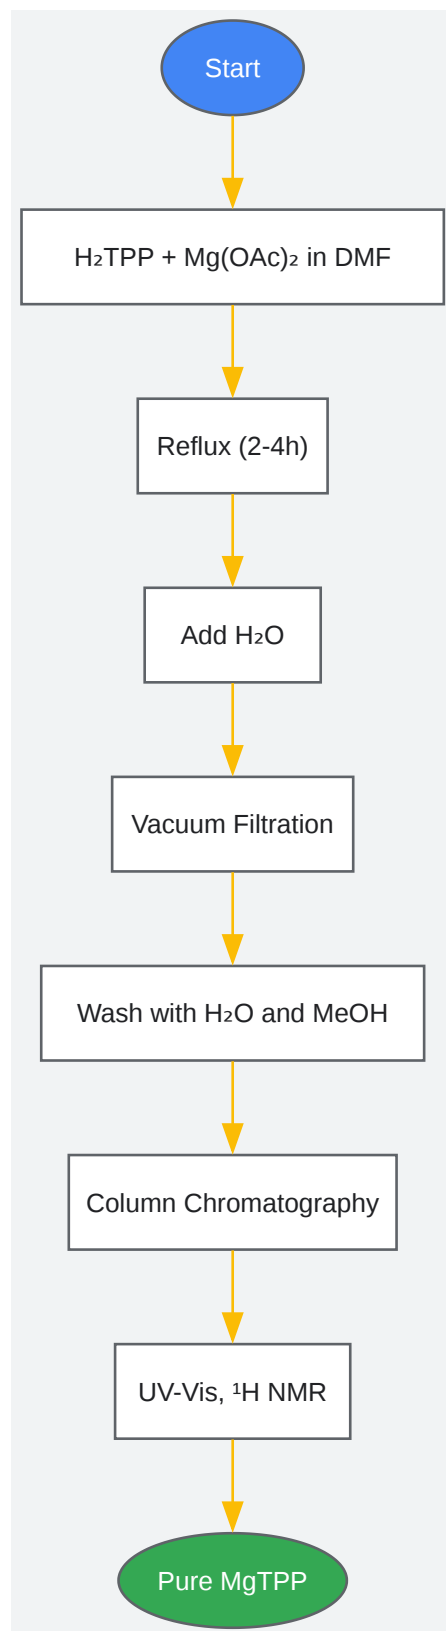 Start
H₂TPP + Mg(OAc)₂ in DMF
Reflux (2-4h)
Add H₂O
Vacuum Filtration
Wash with H₂O and MeOH
Column Chromatography
UV-Vis, ¹H NMR
Pure MgTPP